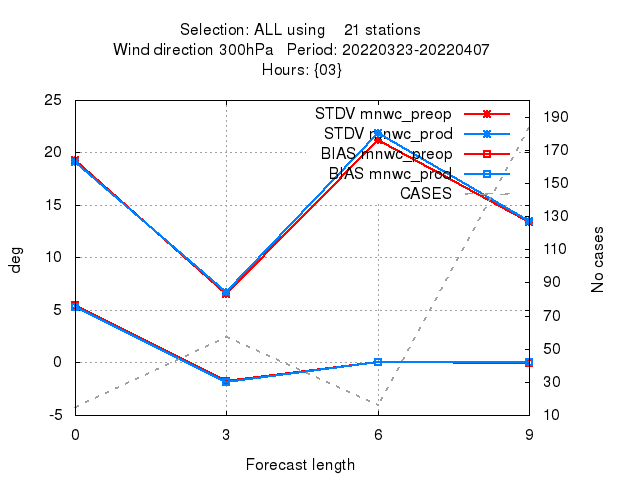 Selection: ALL using    21 stations
Wind direction 300hPa   Period: 20220323-20220407
Hours: {03}
25
20
15
10
5
0
-5
deg
STDV mnwc_preop
STDV mnwc_prod
BIAS mnwc_preop
BIAS mnwc_prod
CASES
190
170
150
130
110
90
70
50
30
10
No cases
0 3 6 9
Forecast length